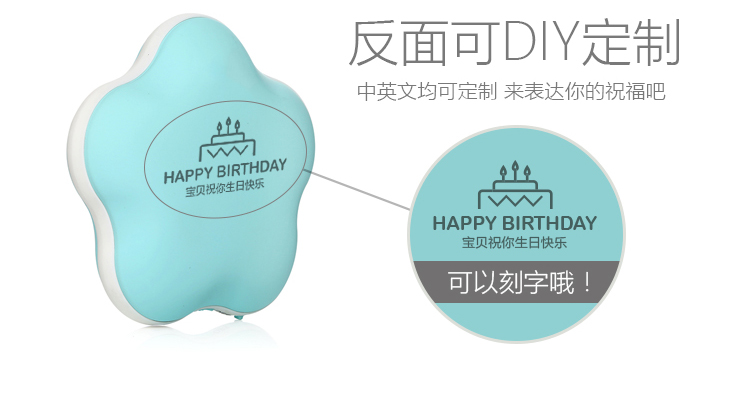 反面可DIY定制
中英文均可定制 来表达你的祝福吧
HAPPY BIRTHDAY
宝贝祝你生日快乐
HAPPY BIRTHDAY
宝贝祝你生日快乐
可以刻字哦！